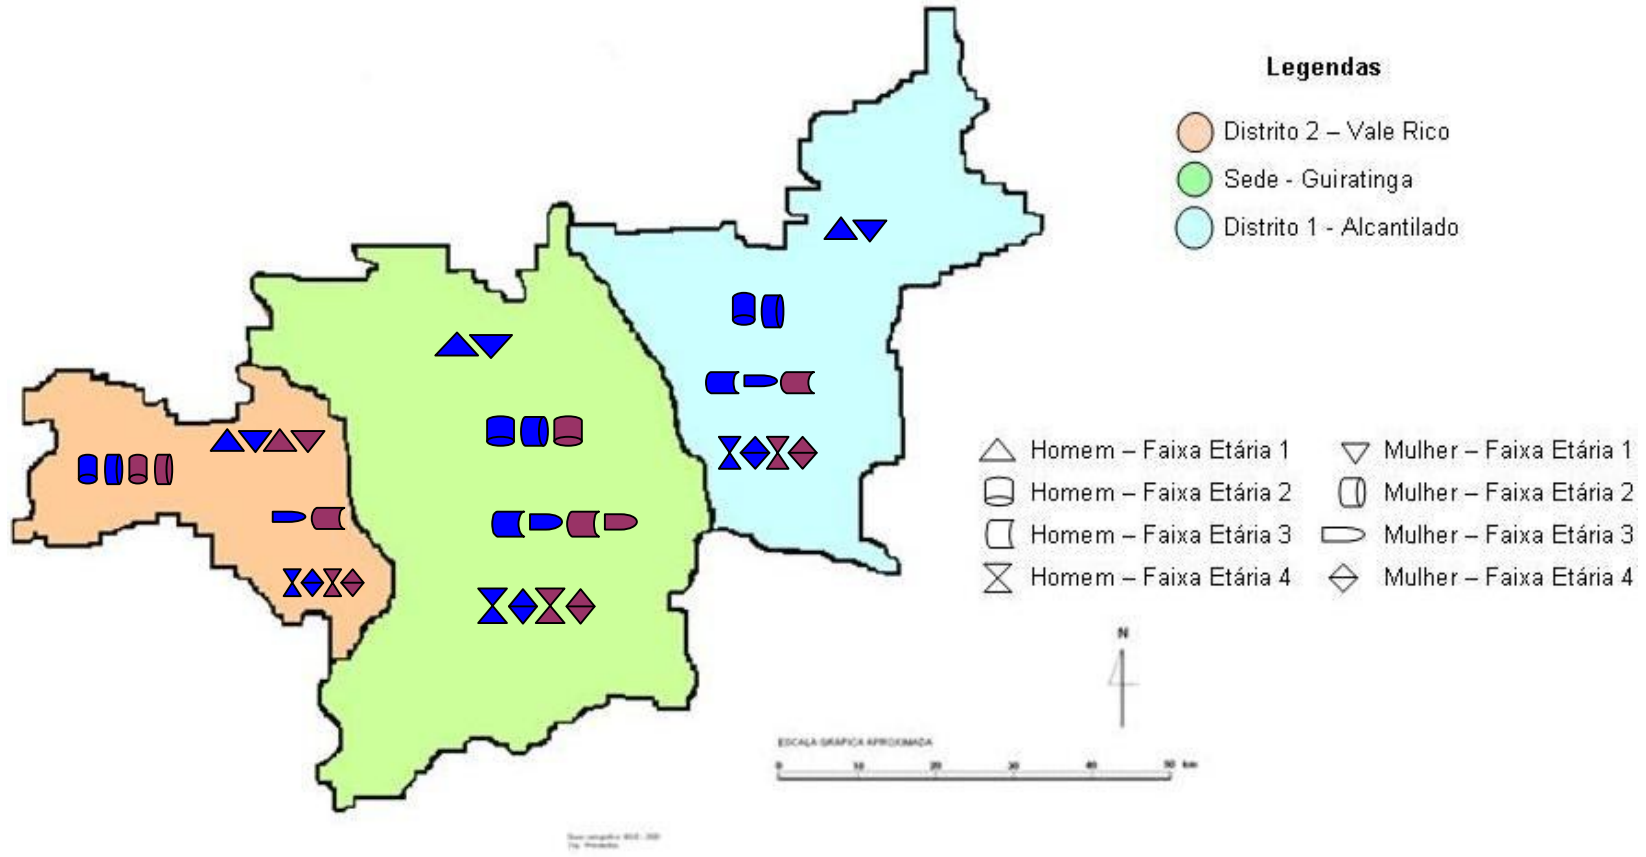 Legendas
Distrito 2 – Vale Rico
Sede - Guiratinga
Distrito 1 - Alcantilado
Homem – Faixa Etária 1
Mulher – Faixa Etária 1
Homem – Faixa Etária 2
Mulher – Faixa Etária 2
Homem – Faixa Etária 3
Mulher – Faixa Etária 3
Homem – Faixa Etária 4
Mulher – Faixa Etária 4
N
ESCALA GRÁFICA APROXIMADA
0 10 20 30 40 50 km